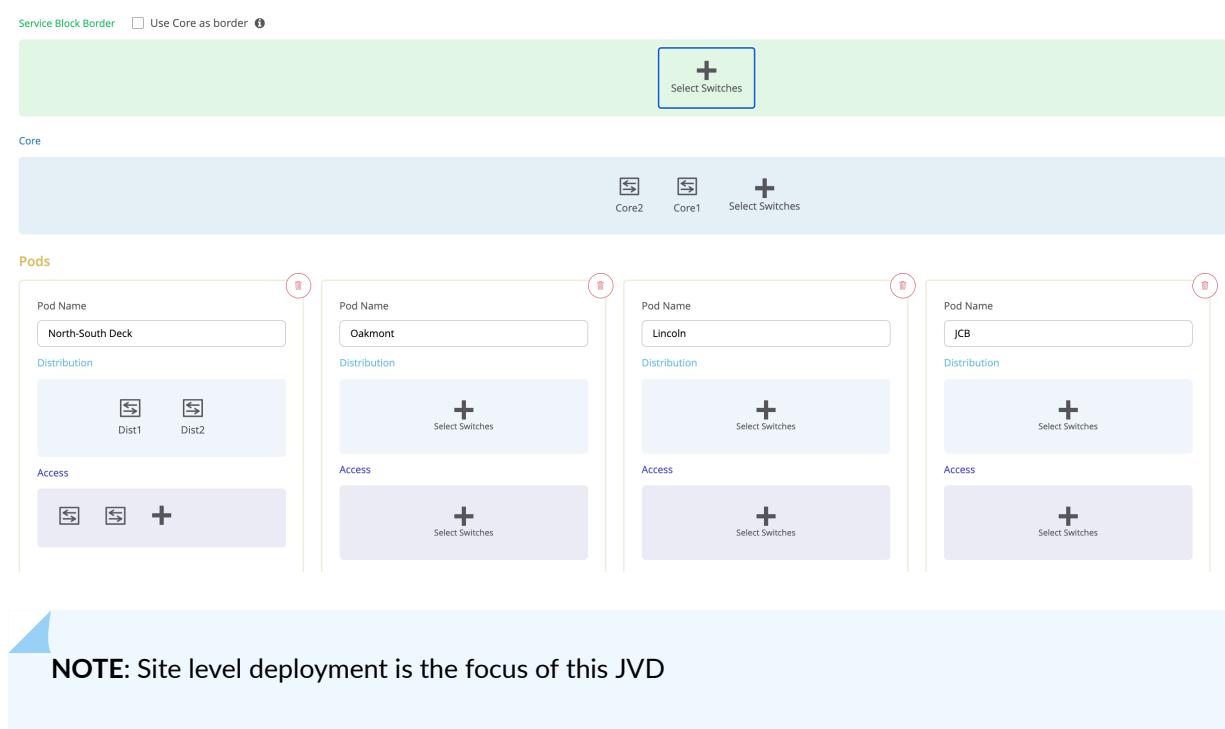 Service Block Border Use Core as border
Select Switches
Core
Core2 Core1 Select Switches
Pods
Pod Name Pod Name Pod Name Pod Name
North-South Deck Oakmont Lincoln JCB
Distribution Distribution Distribution Distribution
Dist1 Dist2 Select Switches Select Switches Select Switches
Access Access Access Access
Select Switches Select Switches Select Switches
NOTE: Site level deployment is the focus of this JVD